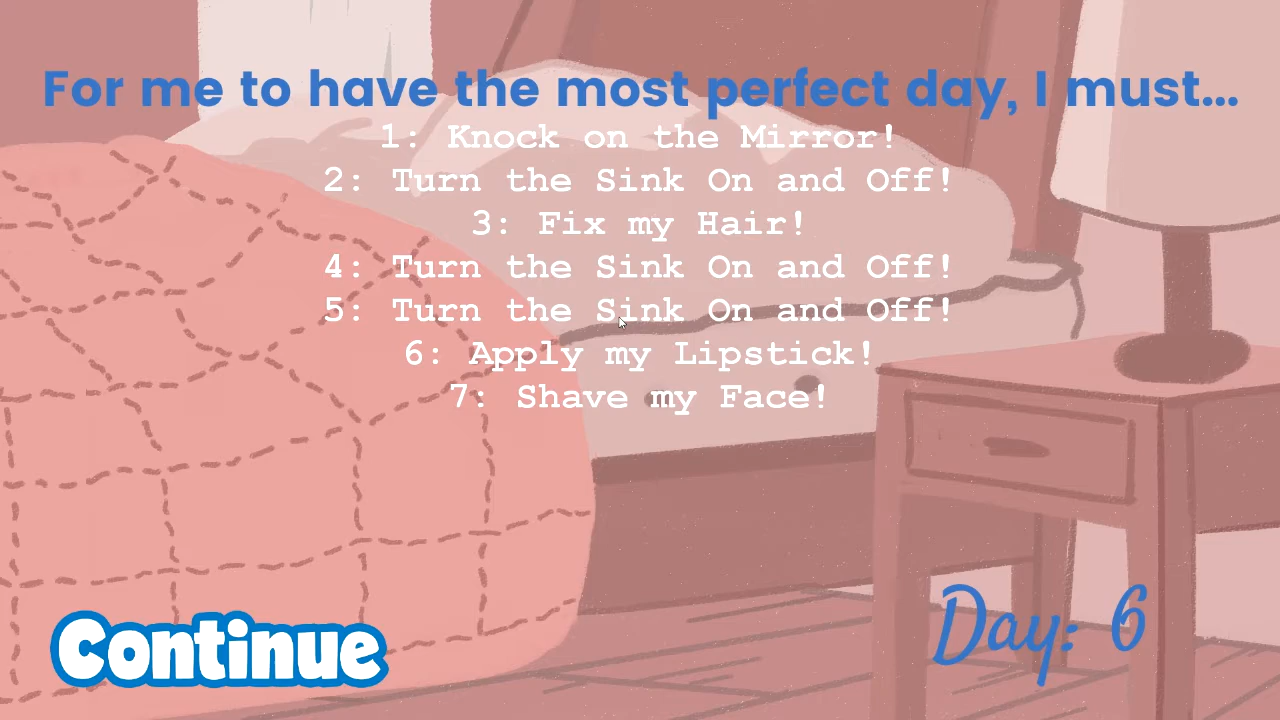 For me to have the most perfect day, I must...
1: Knock on the Mirror!
2: Turn the Sink On and Off!
3: Fix my Hair!
4: Turn the Sink On and Off!
5: Turn the Sink On and Off!
6: Apply my Lipstick!
7: Shave my Face!
Continue
Day: 6